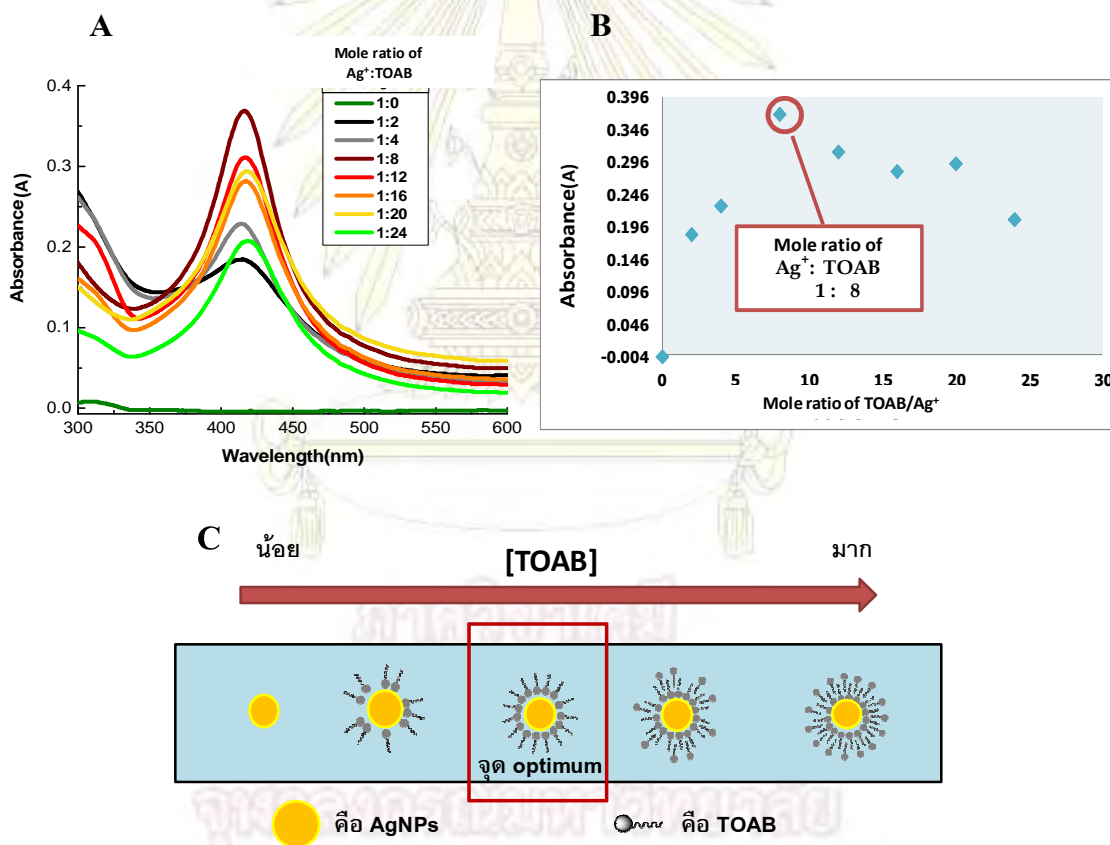 A
Mole ratio of
Ag⁺:TOAB
1:0
1:2
1:4
1:8
1:12
1:16
1:20
1:24
0.4
0.3
0.2
0.1
0.0
Absorbance(A)
300 350 400 450 500 550 600
Wavelength(nm)
B
0.396
0.346
0.296
0.246
0.196
0.146
0.096
0.046
-0.004
Absorbance(A)
Mole ratio of
Ag⁺: TOAB
1 : 8
0 5 10 15 20 25 30
Mole ratio of TOAB/Ag⁺
C
น้อย
[TOAB]
มาก
จุด optimum
คือ AgNPs
คือ TOAB